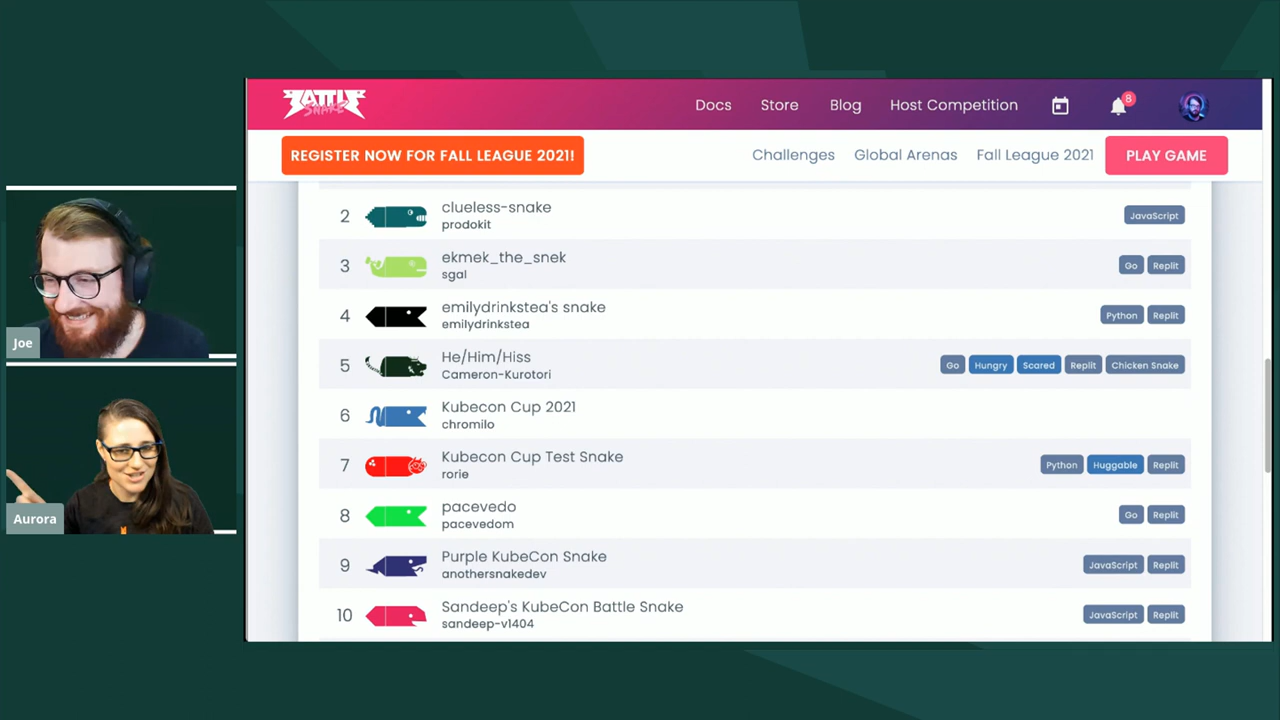 BATTLE
SNAKE
Docs
Store
Blog
Host Competition
8
REGISTER NOW FOR FALL LEAGUE 2021!
Challenges
Global Arenas
Fall League 2021
PLAY GAME
2
clueless-snake
prodokit
JavaScript
3
ekmek_the_snek
sgal
Go
Replit
4
emilydrinkstea's snake
emilydrinkstea
Python
Replit
5
He/Him/Hiss
Cameron-Kurotori
Go
Hungry
Scared
Replit
Chicken Snake
6
Kubecon Cup 2021
chromilo
7
Kubecon Cup Test Snake
rorie
Python
Huggable
Replit
8
pacevedo
pacevedom
Go
Replit
9
Purple KubeCon Snake
anothersnakedev
JavaScript
Replit
10
Sandeep's KubeCon Battle Snake
sandeep-v1404
JavaScript
Replit
Joe
Aurora